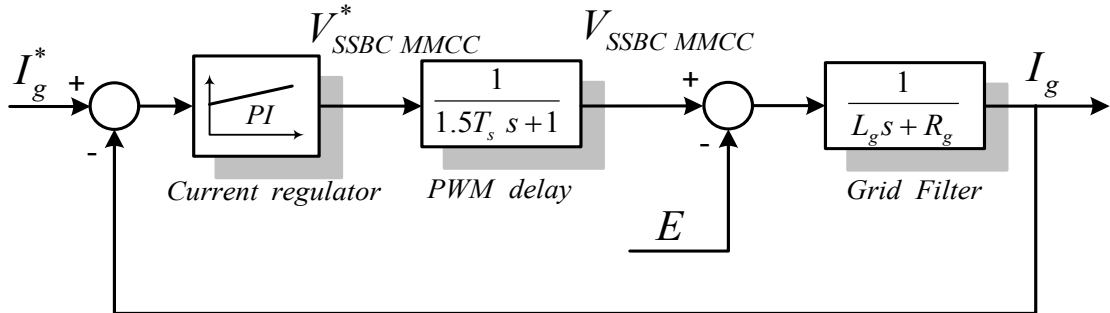 V*SSBC MMCC
VSSBC MMCC
I*g
+
-
PI
1
1.5Ts s+1
+
-
1
Lgs+Rg
Ig
Current regulator
PWM delay
Grid Filter
E